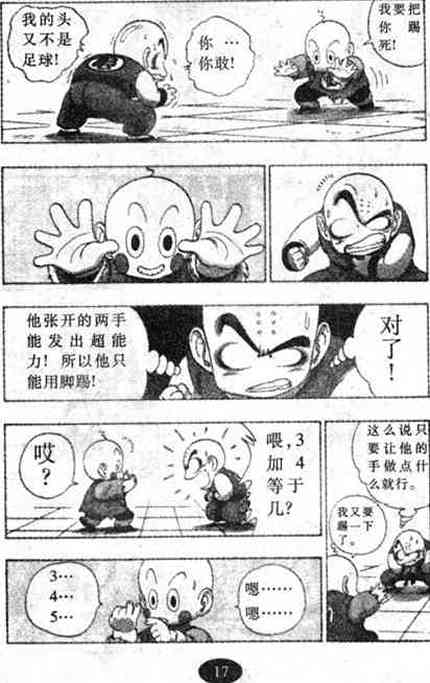 我要把
你 踢
死!
你…
你敢!
我的头
又不是
足球!
对
了!
他张开的两手
能发出超能
力!所以他只
能用脚踢!
这么说只
要让他的
手做点什
么就行。
我又要
踢一下
了。
喂,3
加 4
等于
几?
哎
?
嗯……
嗯……
3…
4…
5…
17